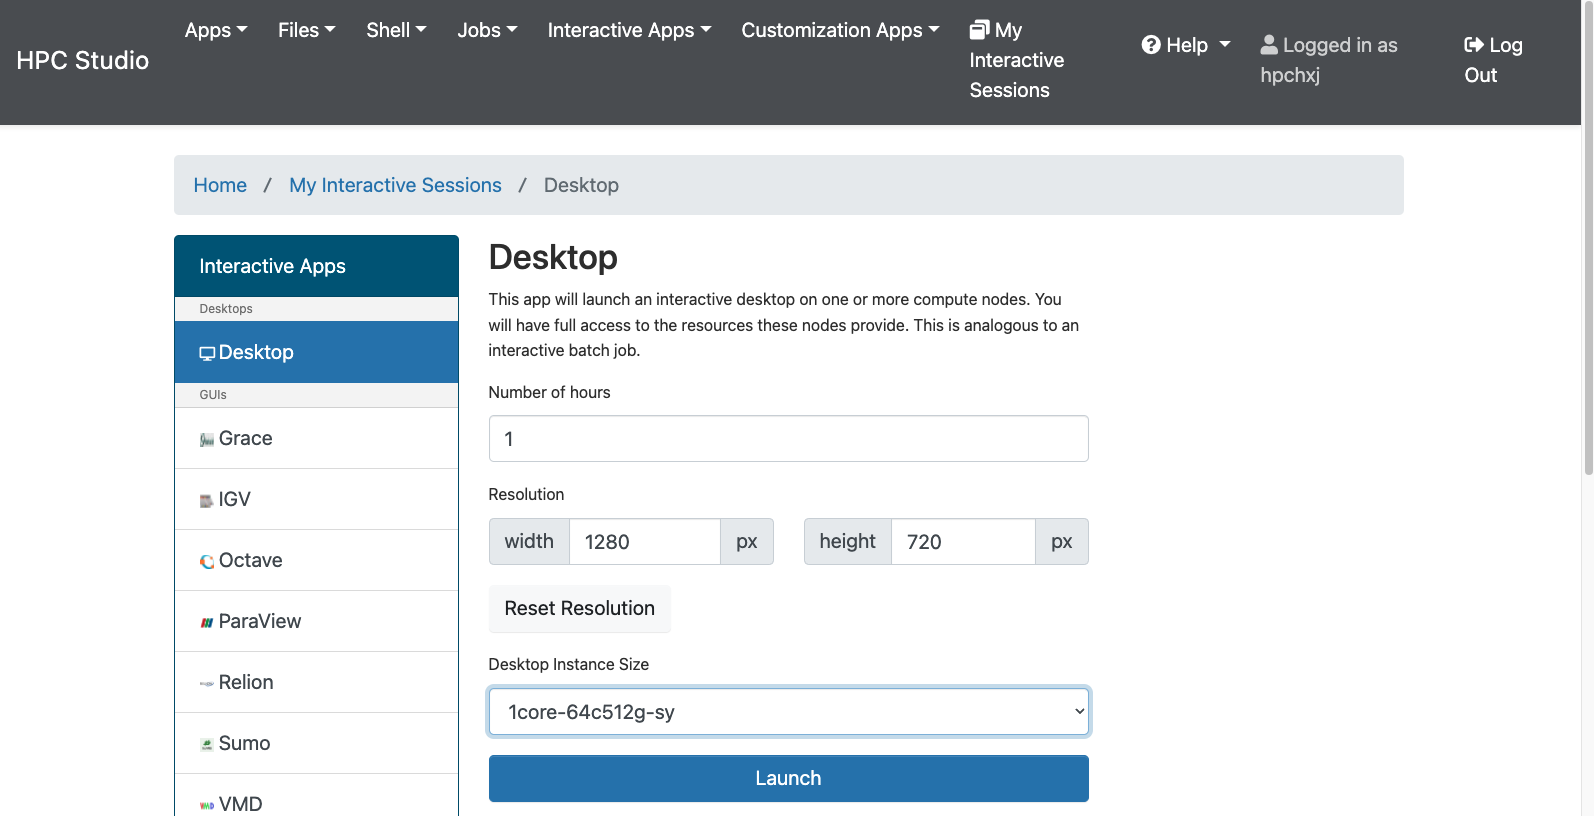 HPC Studio
Apps
Files
Shell
Jobs
Interactive Apps
Customization Apps
My
Interactive
Sessions
Help
Logged in as
hpchxj
Log
Out
Home / My Interactive Sessions / Desktop
Interactive Apps
Desktops
Desktop
GUIs
Grace
IGV
Octave
ParaView
Relion
Sumo
VMD
Desktop
This app will launch an interactive desktop on one or more compute nodes. You
will have full access to the resources these nodes provide. This is analogous to an
interactive batch job.
Number of hours
1
Resolution
width 1280 px height 720 px
Reset Resolution
Desktop Instance Size
1core-64c512g-sy
Launch